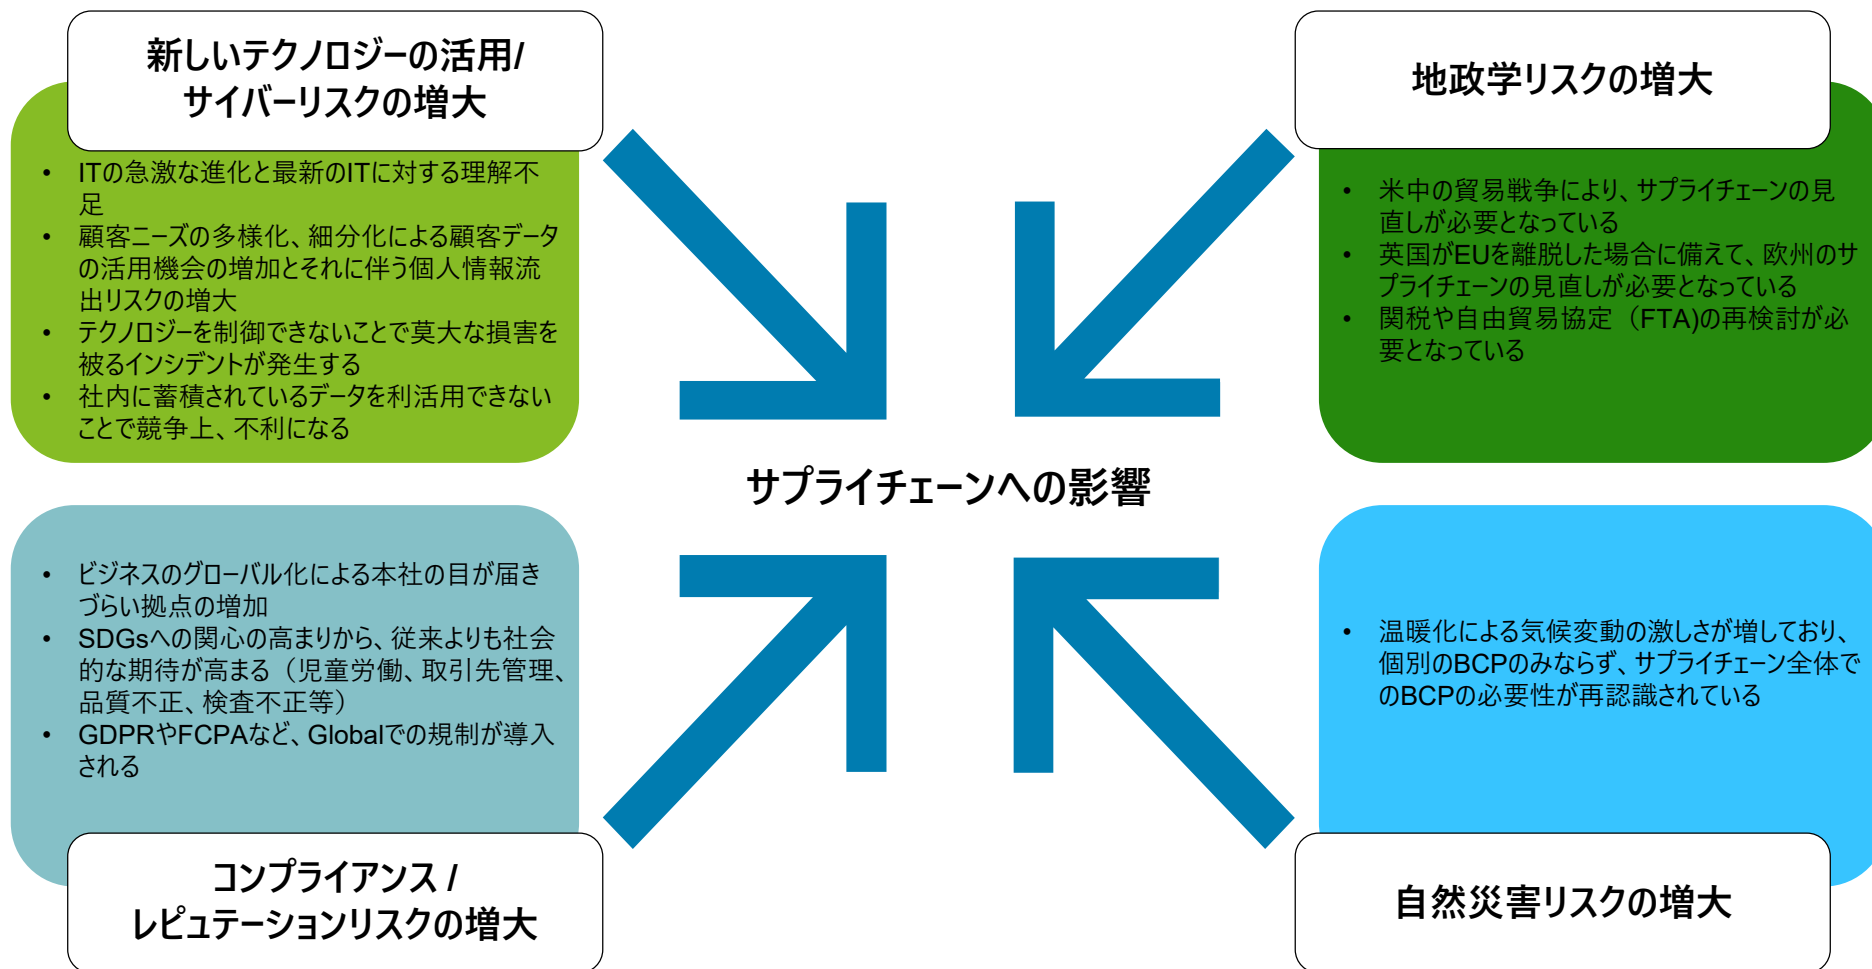 新しいテクノロジーの活用/
サイバーリスクの増大
• ITの急激な進化と最新のITに対する理解不
足
• 顧客ニーズの多様化、細分化による顧客データ
の活用機会の増加とそれに伴う個人情報流
出リスクの増大
• テクノロジーを制御できないことで莫大な損害を
被るインシデントが発生する
• 社内に蓄積されているデータを利活用できない
ことで競争上、不利になる
地政学リスクの増大
• 米中の貿易戦争により、サプライチェーンの見
直しが必要となっている
• 英国がEUを離脱した場合に備えて、欧州のサ
プライチェーンの見直しが必要となっている
• 関税や自由貿易協定（FTA)の再検討が必
要となっている
サプライチェーンへの影響
• ビジネスのグローバル化による本社の目が届き
づらい拠点の増加
• SDGsへの関心の高まりから、従来よりも社会
的な期待が高まる（児童労働、取引先管理、
品質不正、検査不正等）
• GDPRやFCPAなど、Globalでの規制が導入
される
コンプライアンス /
レピュテーションリスクの増大
• 温暖化による気候変動の激しさが増しており、
個別のBCPのみならず、サプライチェーン全体で
のBCPの必要性が再認識されている
自然災害リスクの増大